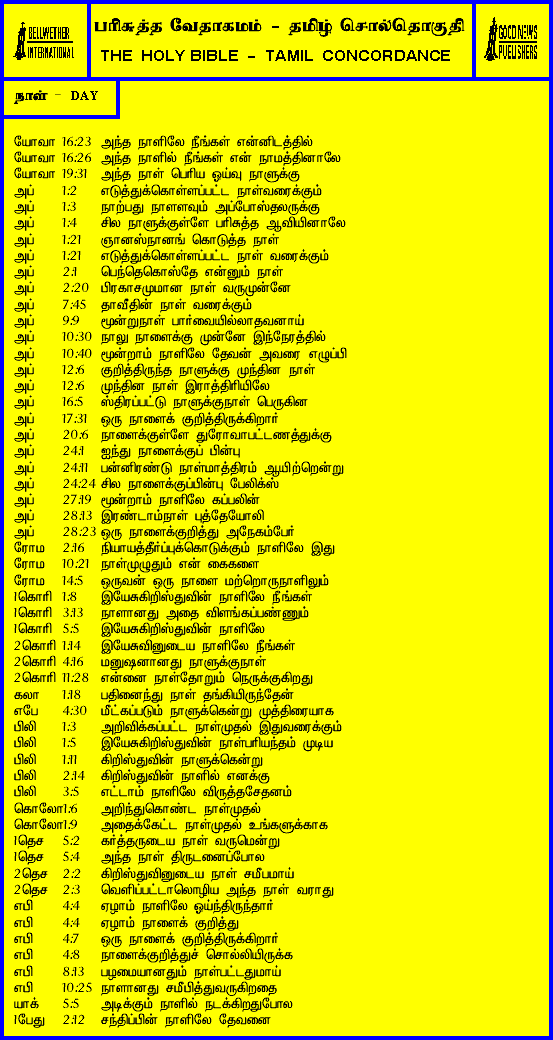 BELLWETHER
INTERNATIONAL
பரிசுத்த வேதாகமம் - தமிழ் சொல்தொகுதி
THE HOLY BIBLE - TAMIL CONCORDANCE
GOOD NEWS
PUBLISHERS
நாள் - DAY
யோவா 16:23 அந்த நாளிலே நீங்கள் என்னிடத்தில்
யோவா 16:26 அந்த நாளில் நீங்கள் என் நாமத்தினாலே
யோவா 19:31 அந்த நாள் பெரிய ஓய்வு நாளுக்கு
அப் 1:2 எடுத்துக்கொள்ளப்பட்ட நாள்வரைக்கும்
அப் 1:3 நாற்பது நாளளவும் அப்போஸ்தலருக்கு
அப் 1:4 சில நாளுக்குள்ளே பரிசுத்த ஆவியினாலே
அப் 1:21 ஞானஸ்நானங் கொடுத்த நாள்
அப் 1:21 எடுத்துக்கொள்ளப்பட்ட நாள் வரைக்கும்
அப் 2:1 பெந்தெகொஸ்தே என்னும் நாள்
அப் 2:20 பிரகாசமுமான நாள் வருமுன்னே
அப் 7:45 தாவீதின் நாள் வரைக்கும்
அப் 9:9 மூன்றுநாள் பார்வையில்லாதவனாய்
அப் 10:30 நாலு நாளைக்கு முன்னே இந்நேரத்தில்
அப் 10:40 மூன்றாம் நாளிலே தேவன் அவரை எழுப்பி
அப் 12:6 குறித்திருந்த நாளுக்கு முந்தின நாள்
அப் 12:6 முந்தின நாள் இராத்திரியிலே
அப் 16:5 ஸ்திரப்பட்டு நாளுக்குநாள் பெருகின
அப் 17:31 ஒரு நாளைக் குறித்திருக்கிறார்
அப் 20:6 நாளைக்குள்ளே துரோவாபட்டணத்துக்கு
அப் 24:1 ஐந்து நாளைக்குப் பின்பு
அப் 24:11 பன்னிரண்டு நாள்மாத்திரம் ஆயிற்றென்று
அப் 24:24 சில நாளைக்குப்பின்பு பேலிக்ஸ்
அப் 27:19 மூன்றாம் நாளிலே கப்பலின்
அப் 28:13 இரண்டாம்நாள் புத்தேயோலி
அப் 28:23 ஒரு நாளைக்குறித்து அநேகம்பேர்
ரோம 2:16 நியாயத்தீர்ப்புக்கொடுக்கும் நாளிலே இது
ரோம 10:21 நாள்முழுதும் என் கைகளை
ரோம 14:5 ஒருவன் ஒரு நாளை மற்றொருநாளிலும்
1கொரி 1:8 இயேசுகிறிஸ்துவின் நாளிலே நீங்கள்
1கொரி 3:13 நாளானது அதை விளங்கப்பண்ணும்
1கொரி 5:5 இயேசுகிறிஸ்துவின் நாளிலே
2கொரி 1:14 இயேசுவினுடைய நாளிலே நீங்கள்
2கொரி 4:16 மனுஷனானது நாளுக்குநாள்
2கொரி 11:28 என்னை நாள்தோறும் நெருக்குகிறது
கலா 1:18 பதினைந்து நாள் தங்கியிருந்தேன்
எபே 4:30 மீட்கப்படும் நாளுக்கென்று முத்திரையாக
பிலி 1:3 அறிவிக்கப்பட்ட நாள்முதல் இதுவரைக்கும்
பிலி 1:5 இயேசுகிறிஸ்துவின் நாள்பரியந்தம் முடிய
பிலி 1:11 கிறிஸ்துவின் நாளுக்கென்று
பிலி 2:14 கிறிஸ்துவின் நாளில் எனக்கு
பிலி 3:5 எட்டாம் நாளிலே விருத்தசேதனம்
கொலோ1:6 அறிந்துகொண்ட நாள்முதல்
கொலோ1:9 அதைக்கேட்ட நாள்முதல் உங்களுக்காக
1தெச 5:2 கர்த்தருடைய நாள் வருமென்று
1தெச 5:4 அந்த நாள் திருடனைப்போல
2தெச 2:2 கிறிஸ்துவினுடைய நாள் சமீபமாய்
2தெச 2:3 வெளிப்பட்டாலொழிய அந்த நாள் வராது
எபி 4:4 ஏழாம் நாளிலே ஓய்ந்திருந்தார்
எபி 4:4 ஏழாம் நாளைக் குறித்து
எபி 4:7 ஒரு நாளைக் குறித்திருக்கிறார்
எபி 4:8 நாளைக்குறித்துச் சொல்லியிருக்க
எபி 8:13 பழமையானதும் நாள்பட்டதுமாய்
எபி 10:25 நாளானது சமீபித்துவருகிறதை
யாக் 5:5 அடிக்கும் நாளில் நடக்கிறதுபோல
1பேது 2:12 சந்திப்பின் நாளிலே தேவனை